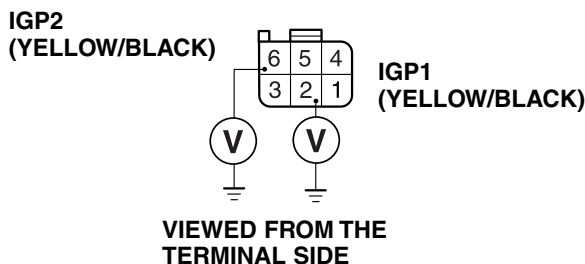 IGP2
(YELLOW/BLACK)
6 5 4
3 2 1
IGP1
(YELLOW/BLACK)
V V
VIEWED FROM THE
TERMINAL SIDE